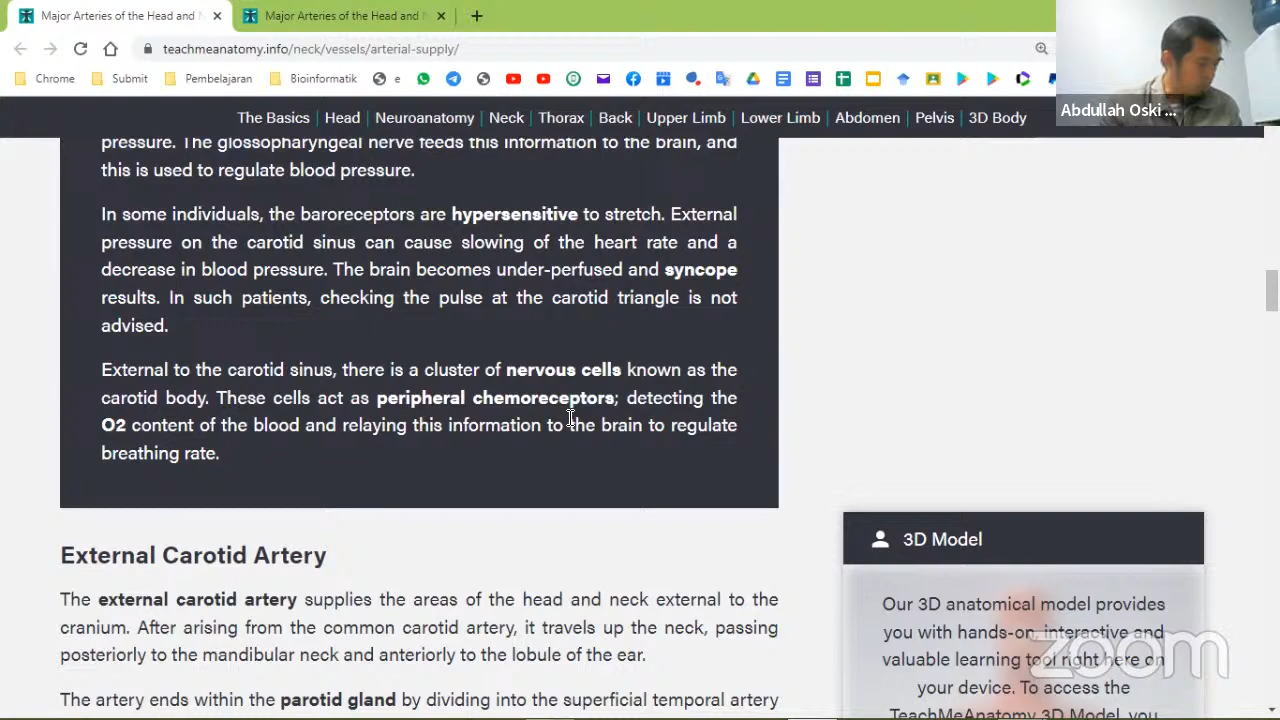 Major Arteries of the Head and
Major Arteries of the Head and
teachmeanatomy.info/neck/vessels/arterial-supply/
Chrome
Submit
Pembelajaran
Bioinformatik
e
Abdullah Oski ...
The Basics | Head | Neuroanatomy | Neck | Thorax | Back | Upper Limb | Lower Limb | Abdomen | Pelvis | 3D Body
pressure. The glossopharyngeal nerve feeds this information to the brain, and
this is used to regulate blood pressure.
In some individuals, the baroreceptors are hypersensitive to stretch. External
pressure on the carotid sinus can cause slowing of the heart rate and a
decrease in blood pressure. The brain becomes under-perfused and syncope
results. In such patients, checking the pulse at the carotid triangle is not
advised.
External to the carotid sinus, there is a cluster of nervous cells known as the
carotid body. These cells act as peripheral chemoreceptors; detecting the
O2 content of the blood and relaying this information to the brain to regulate
breathing rate.
External Carotid Artery
The external carotid artery supplies the areas of the head and neck external to the
cranium. After arising from the common carotid artery, it travels up the neck, passing
posteriorly to the mandibular neck and anteriorly to the lobule of the ear.
The artery ends within the parotid gland by dividing into the superficial temporal artery
3D Model
Our 3D anatomical model provides
you with hands-on, interactive and
valuable learning tool right here on
your device. To access the
TeachMeAnatomy 3D Model, you
zoom